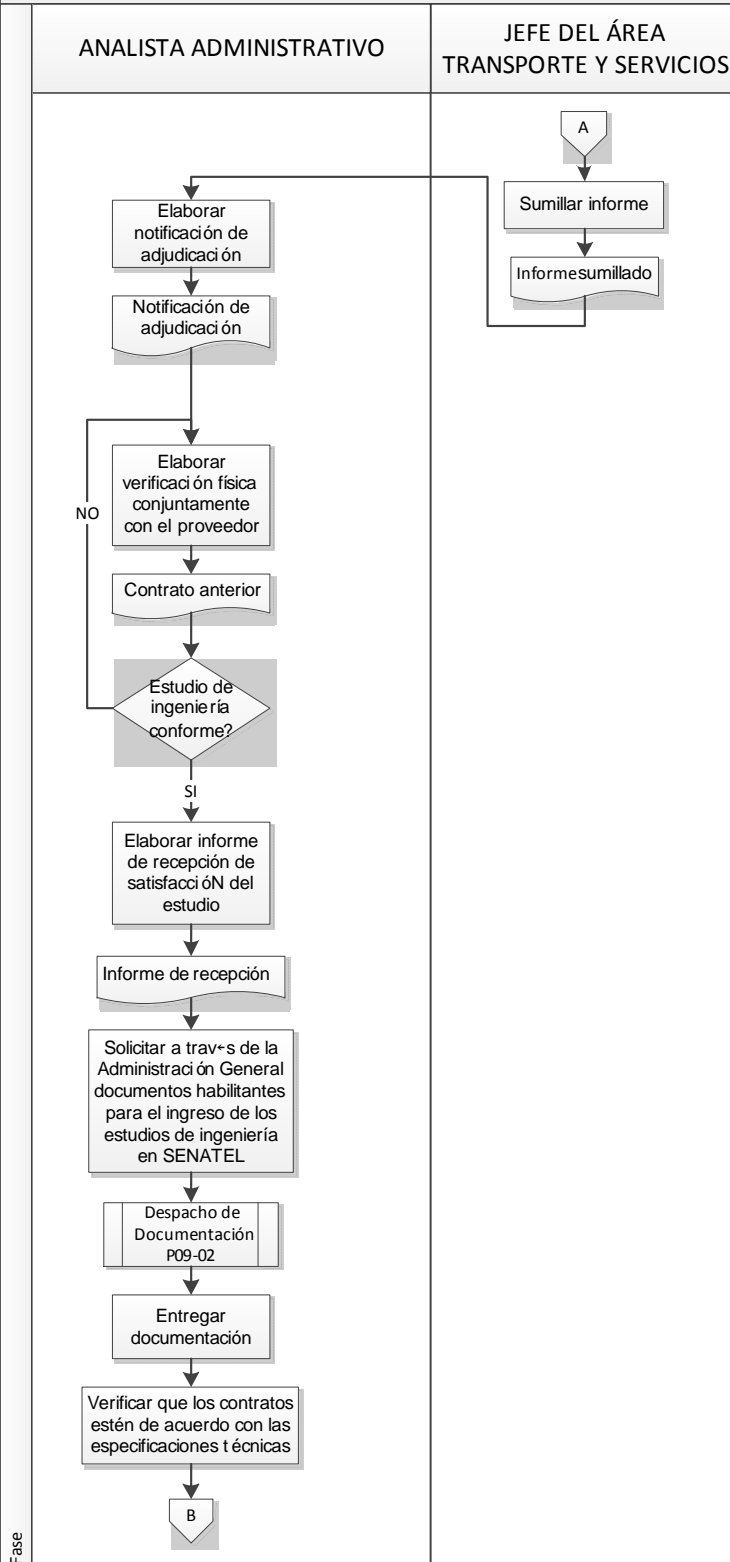 ANALISTA ADMINISTRATIVO
JEFE DEL ÁREA
TRANSPORTE Y SERVICIOS
A
Sumillar informe
Informe sumillado
Elaborar
notificación de
adjudicación
Notificación de
adjudicación
Elaborar
verificación física
conjuntamente
con el proveedor
NO
Contrato anterior
Estudio de
ingeniería
conforme?
SI
Elaborar informe
de recepción de
satisfaccióN del
estudio
Informe de recepción
Solicitar a trav←s de la
Administración General
documentos habilitantes
para el ingreso de los
estudios de ingeniería
en SENATEL
Despacho de
Documentación
P09-02
Entregar
documentación
Verificar que los contratos
estén de acuerdo con las
especificaciones técnicas
B
Fase